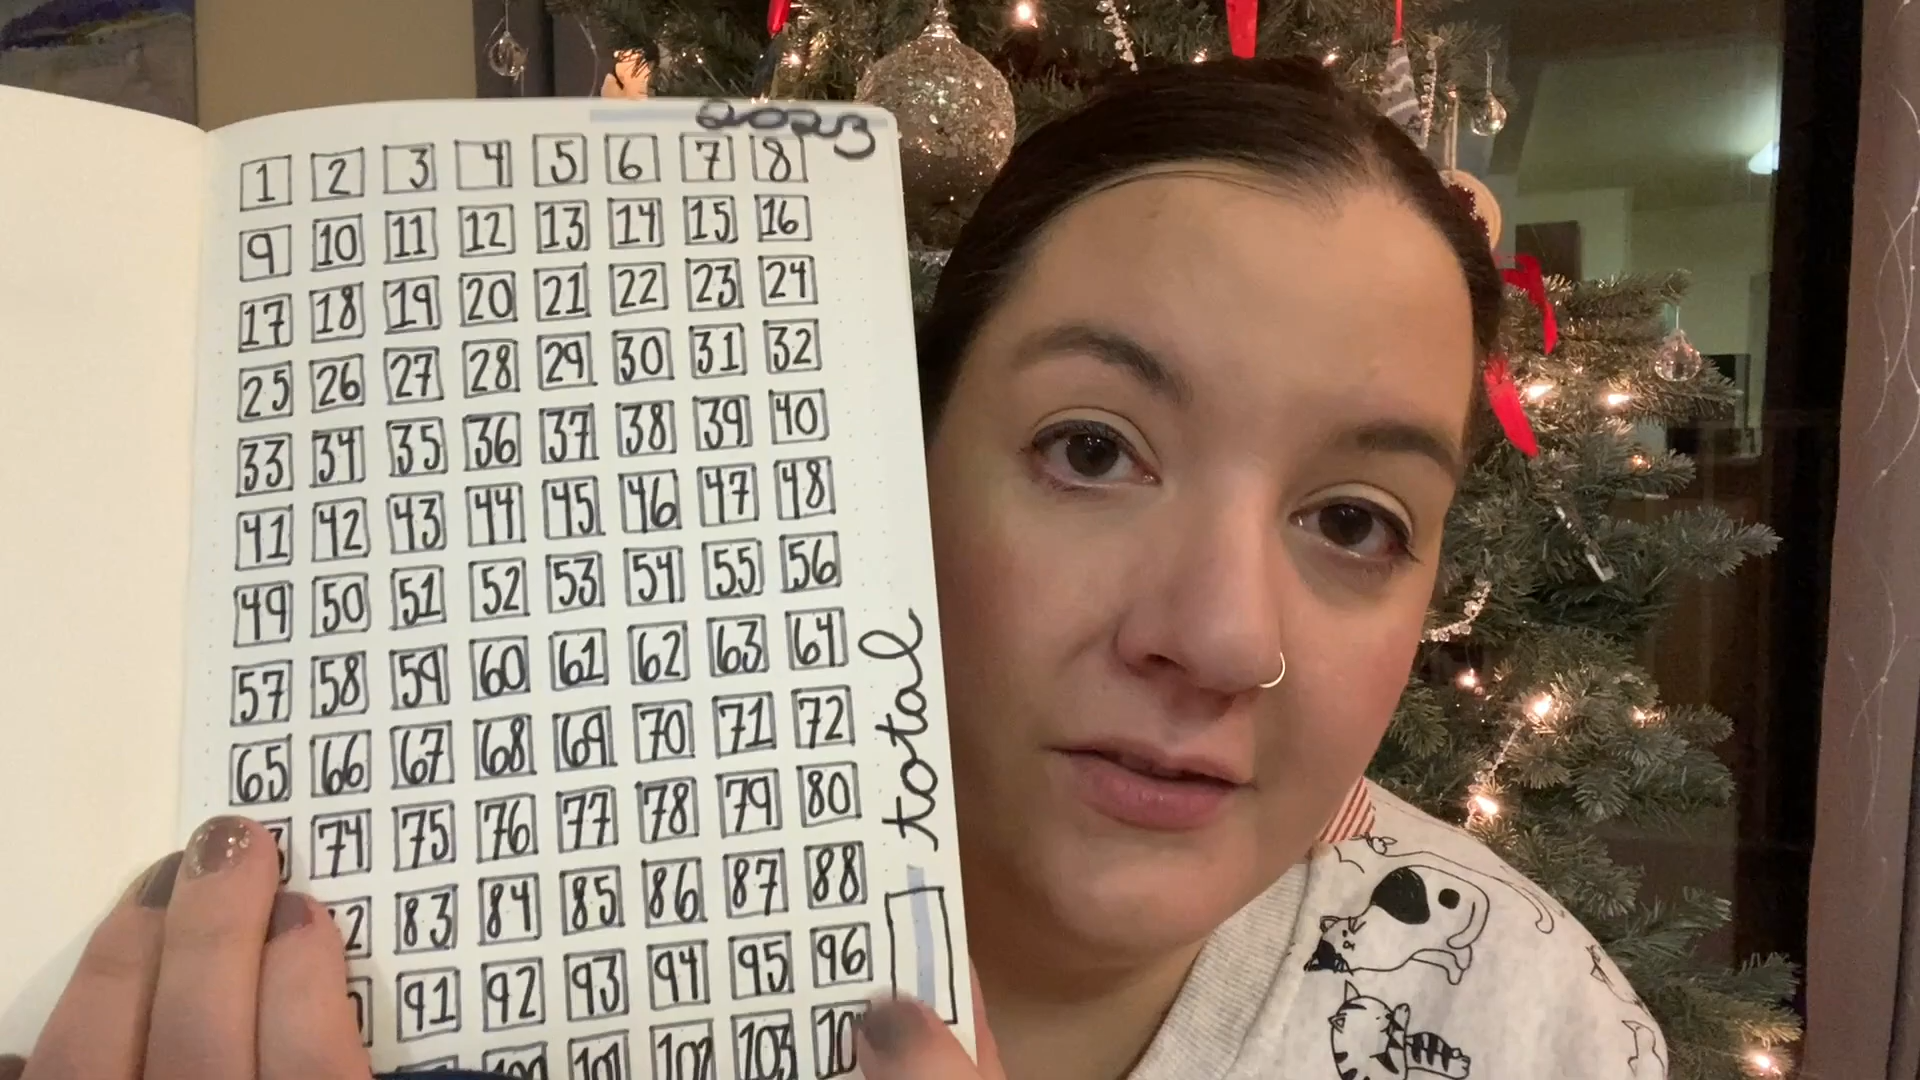 2023
1 2 3 4 5 6 7 8
9 10 11 12 13 14 15 16
17 18 19 20 21 22 23 24
25 26 27 28 29 30 31 32
33 34 35 36 37 38 39 40
41 42 43 44 45 46 47 48
49 50 51 52 53 54 55 56
57 58 59 60 61 62 63 64
65 66 67 68 69 70 71 72
74 75 76 77 78 79 80
83 84 85 86 87 88
91 92 93 94 95 96
100 101 102 103
total